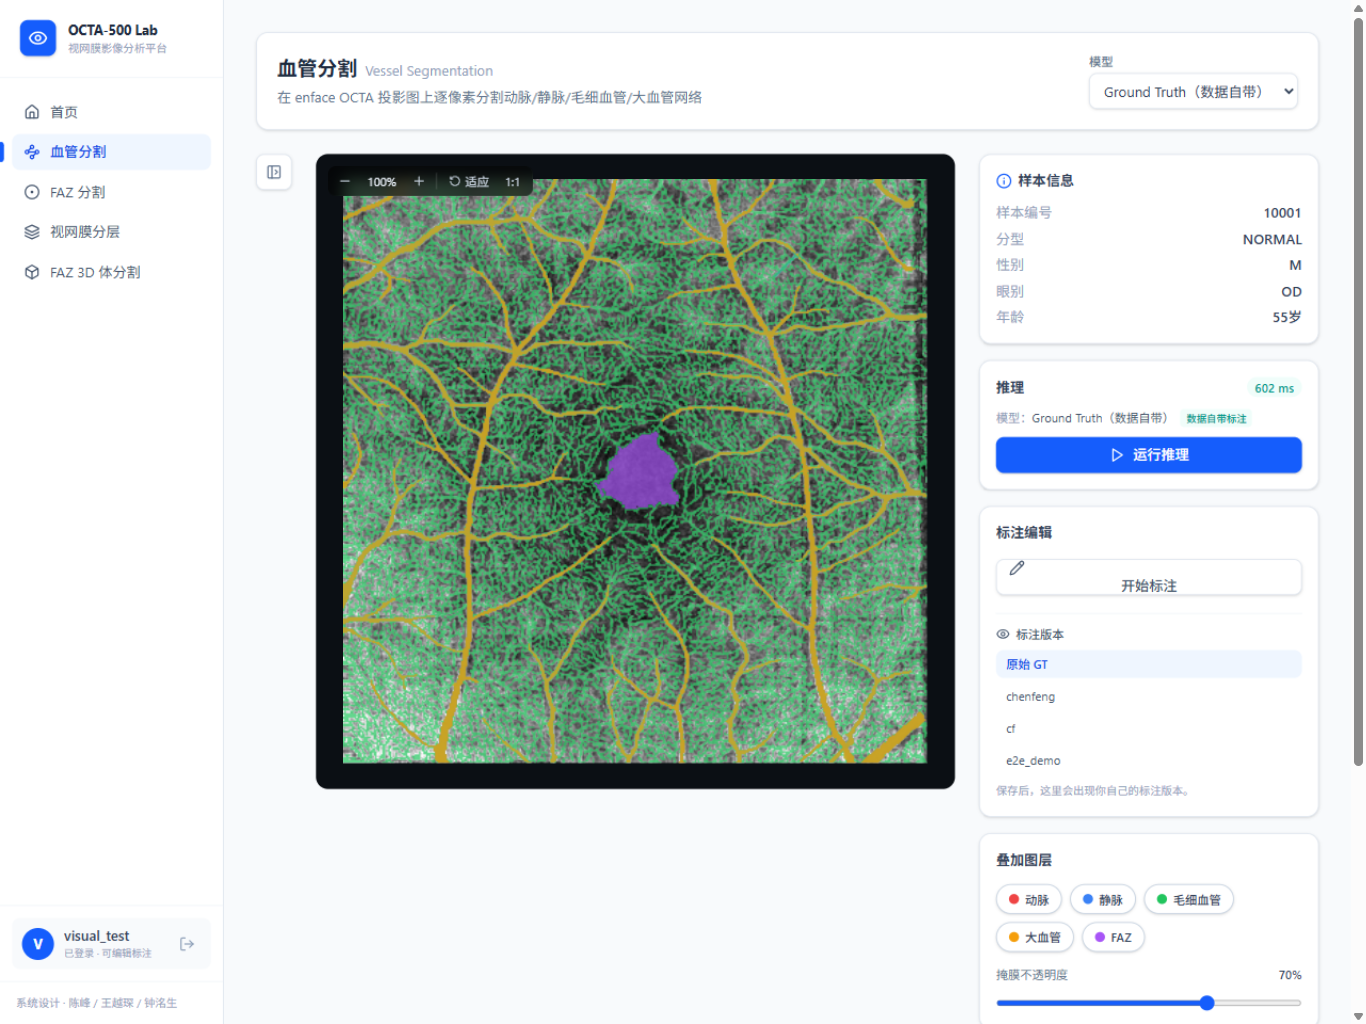 OCTA-500 Lab
视网膜影像分析平台
首页
血管分割
FAZ 分割
视网膜分层
FAZ 3D 体分割
V
visual_test
已登录 · 可编辑标注
系统设计 · 陈峰 / 王越琛 / 钟洺生
血管分割 Vessel Segmentation
在 enface OCTA 投影图上逐像素分割动脉/静脉/毛细血管/大血管网络
模型
Ground Truth（数据自带）
100% 适应 1:1
样本信息
样本编号 10001
分型 NORMAL
性别 M
眼别 OD
年龄 55岁
推理 602 ms
模型：Ground Truth（数据自带） 数据自带标注
运行推理
标注编辑
开始标注
标注版本
原始 GT
chenfeng
cf
e2e_demo
保存后，这里会出现你自己的标注版本。
叠加图层
动脉 静脉 毛细血管
大血管 FAZ
掩膜不透明度 70%